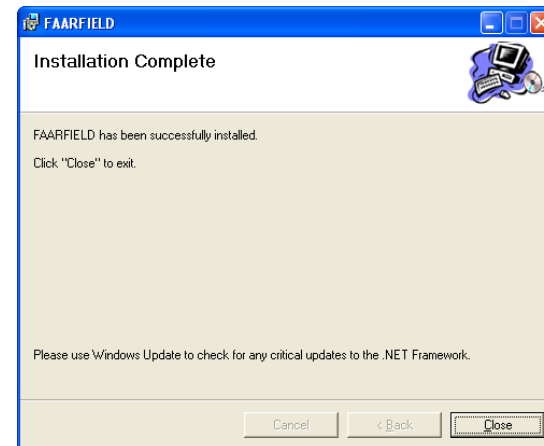 FAARFIELD
Installation Complete
FAARFIELD has been successfully installed.
Click "Close" to exit.
Please use Windows Update to check for any critical updates to the .NET Framework.
Cancel < Back Close